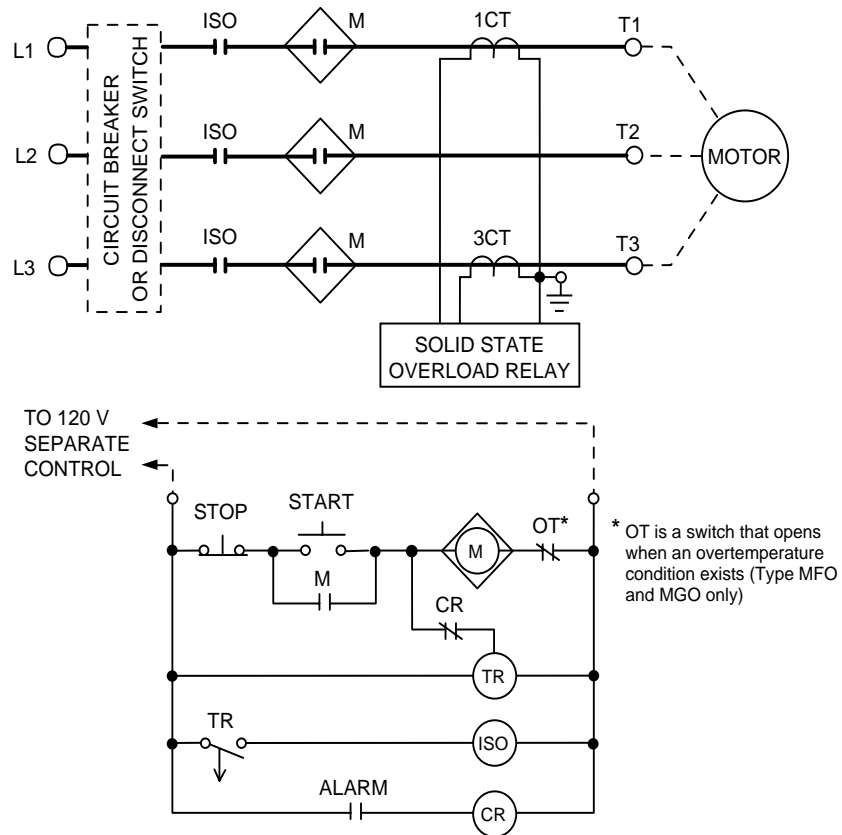 ISO
M
1CT
T1
L1
CIRCUIT BREAKER
OR DISCONNECT SWITCH
ISO
M
T2
L2
MOTOR
ISO
M
3CT
T3
L3
SOLID STATE
OVERLOAD RELAY
TO 120 V
SEPARATE
CONTROL
STOP
START
M
OT*
* OT is a switch that opens
when an overtemperature
condition exists (Type MFO
and MGO only)
M
CR
TR
TR
ISO
ALARM
CR